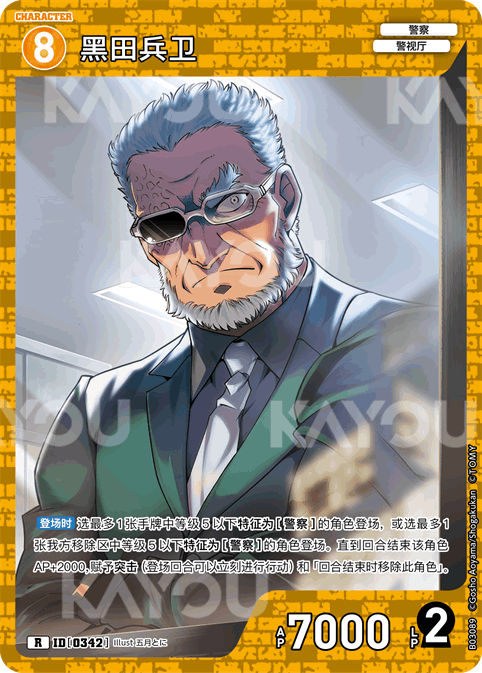 CHARACTER
8
黑田兵卫
警察
警视厅
KAYOU
KAYOU
KAYOU
KAYOU
KAYOU
登场时 选最多1张手牌中等级5以下特征为[警察]的角色登场，或选最多1
张我方移除区中等级5以下特征为[警察]的角色登场。直到回合结束该角色
AP+2000,赋予突击（登场回合可以立刻进行行动）和「回合结束时移除此角色」。
R ID[0342] Illust 五月とに
AP 7000 LP 2
B03089 ©Gosho Aoyama/Shogakukan ©TOMY